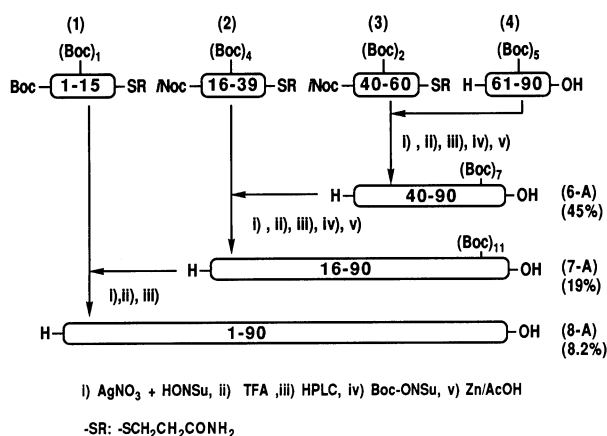 (1) (2) (3) (4)
(Boc)1 (Boc)4 (Boc)2 (Boc)5
Boc 1-15 SR iNoc 16-39 SR iNoc 40-60 SR H 61-90 OH
i) , ii), iii), iv), v)
(Boc)7
H 40-90 OH (6-A)
(45%)
i) , ii), iii), iv), v)
(Boc)11
H 16-90 OH (7-A)
(19%)
i),ii), iii)
H 1-90 OH (8-A)
(8.2%)
i) AgNO3 + HONSu, ii) TFA ,iii) HPLC, iv) Boc-ONSu, v) Zn/AcOH
-SR: -SCH2CH2CONH2